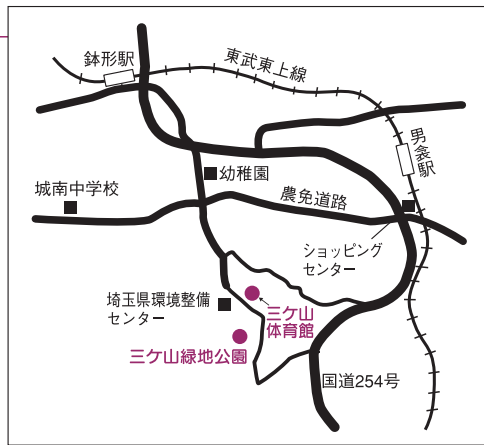 鉢形駅
東武東上線
男衾駅
幼稚園
城南中学校
農免道路
ショッピング
センター
埼玉県環境整備
センター
三ケ山
体育館
三ケ山緑地公園
国道254号